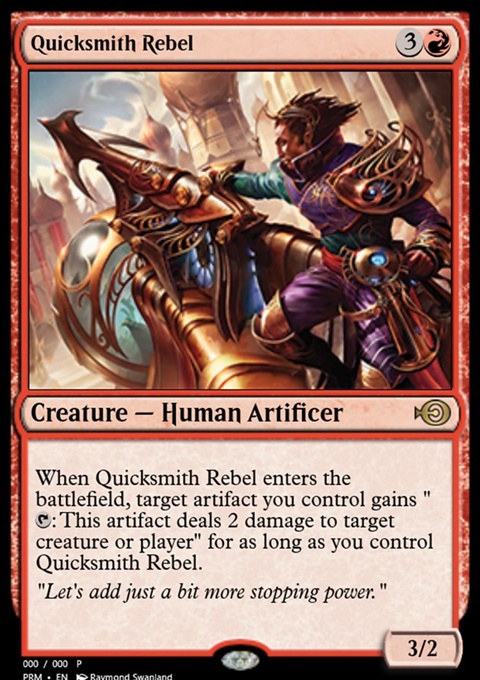 Quicksmith Rebel 3
Creature — Human Artificer
When Quicksmith Rebel enters the
battlefield, target artifact you control gains "
: This artifact deals 2 damage to target
creature or player" for as long as you control
Quicksmith Rebel.
"Let's add just a bit more stopping power."
3/2
000 / 000 P
PRM • EN Raymond Swanland